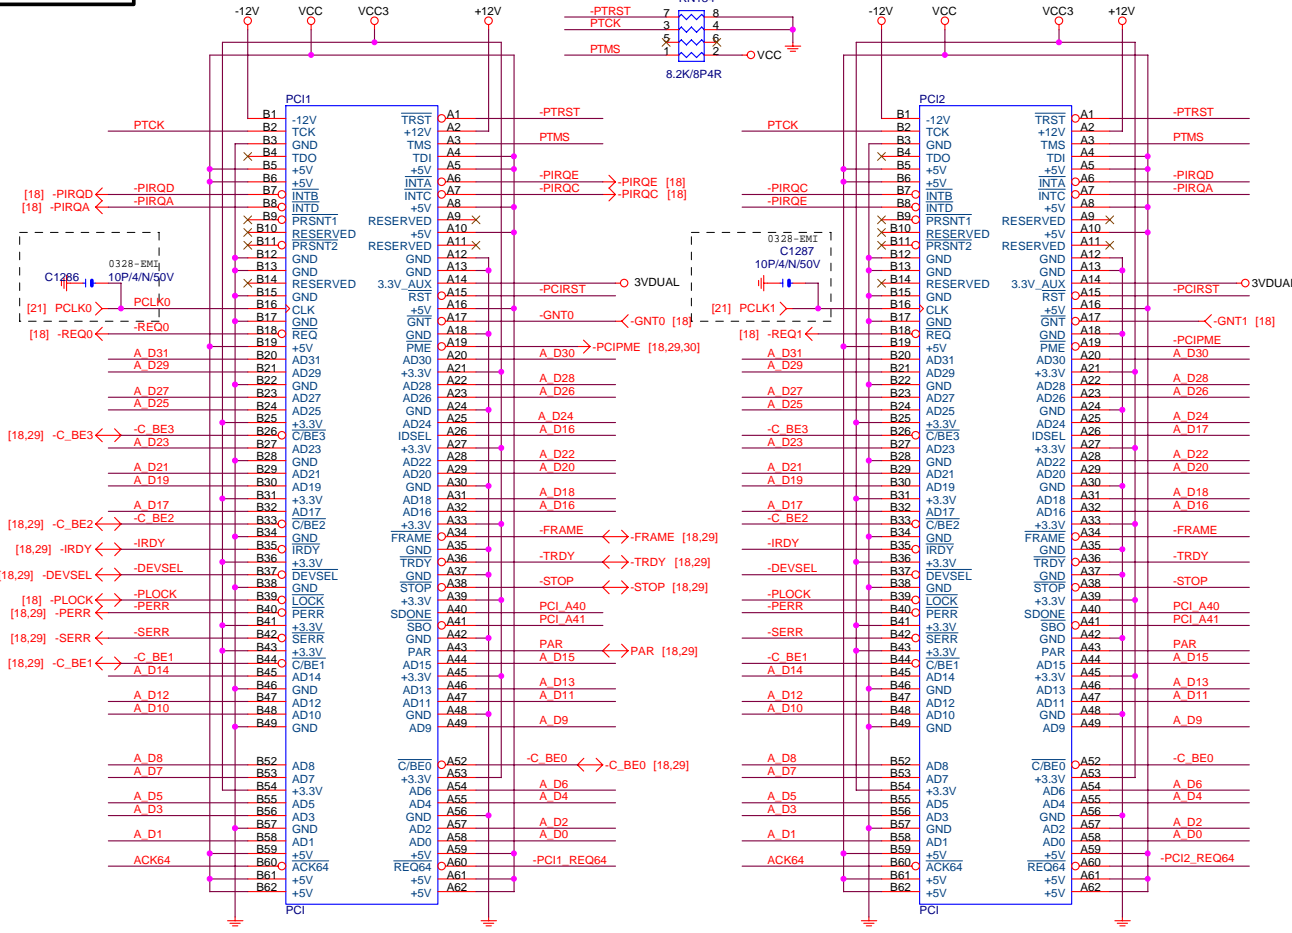 -12V VCC VCC3 +12V
-PTRST 7 8
PTCK 3 4
5 6
PTMS 1 2 VCC
8.2K/8P4R
-12V VCC VCC3 +12V
PCI1
B1 -12V TRST A1 -PTRST
PTCK B2 TCK +12V A2
B3 GND TMS A3 PTMS
B4 TDO TDI A4
B5 +5V +5V A5
B6 +5V INTA A6 -PIRQE -PIRQE [18]
[18] -PIRQD -PIRQD B7 INTB INTC A7 -PIRQC -PIRQC [18]
[18] -PIRQA -PIRQA B8 INTD +5V A8
B9 PRSNT1 RESERVED A9
B10 RESERVED +5V A10
B11 PRSNT2 RESERVED A11
0328-EMI
C1286 10P/4/N/50V
B12 GND GND A12
B13 GND GND A13
B14 RESERVED 3.3V_AUX A14 3VDUAL
B15 GND RST A15 -PCIRST
[21] PCLK0 PCLK0 B16 CLK +5V A16
B17 GND GNT A17 -GNT0 -GNT0 [18]
[18] -REQ0 -REQ0 B18 REQ GND A18
B19 +5V PME A19 -PCIPME [18,29,30]
A_D31 B20 AD31 AD30 A20 A_D30
A_D29 B21 AD29 +3.3V A21
B22 GND AD28 A22 A_D28
A_D27 B23 AD27 AD26 A23 A_D26
A_D25 B24 AD25 GND A24
B25 +3.3V AD24 A25 A_D24
[18,29] -C_BE3 -C_BE3 B26 C/BE3 IDSEL A26 A_D16
A_D23 B27 AD23 +3.3V A27
B28 GND AD22 A28 A_D22
A_D21 B29 AD21 AD20 A29 A_D20
A_D19 B30 AD19 GND A30
B31 +3.3V AD18 A31 A_D18
A_D17 B32 AD17 AD16 A32 A_D16
[18,29] -C_BE2 -C_BE2 B33 C/BE2 +3.3V A33
B34 GND FRAME A34 -FRAME -FRAME [18,29]
[18,29] -IRDY -IRDY B35 IRDY GND A35
B36 +3.3V TRDY A36 -TRDY -TRDY [18,29]
[18,29] -DEVSEL -DEVSEL B37 DEVSEL GND A37
B38 GND STOP A38 -STOP -STOP [18,29]
[18] -PLOCK -PLOCK B39 LOCK +3.3V A39
[18,29] -PERR -PERR B40 PERR SDONE A40 PCI_A40
B41 +3.3V SBO A41 PCI_A41
[18,29] -SERR -SERR B42 SERR GND A42
B43 +3.3V PAR A43 PAR PAR [18,29]
[18,29] -C_BE1 -C_BE1 B44 C/BE1 AD15 A44 A_D15
A_D14 B45 AD14 +3.3V A45
B46 GND AD13 A46 A_D13
A_D12 B47 AD12 AD11 A47 A_D11
A_D10 B48 AD10 GND A48
B49 GND AD9 A49 A_D9
A_D8 B52 AD8 C/BE0 A52 -C_BE0 -C_BE0 [18,29]
A_D7 B53 AD7 +3.3V A53
B54 +3.3V AD6 A54 A_D6
A_D5 B55 AD5 AD4 A55 A_D4
A_D3 B56 AD3 GND A56
B57 GND AD2 A57 A_D2
A_D1 B58 AD1 AD0 A58 A_D0
B59 +5V +5V A59
ACK64 B60 ACK64 REQ64 A60 -PCI1_REQ64
B61 +5V +5V A61
B62 +5V +5V A62
PCI
PCI2
B1 -12V TRST A1 -PTRST
PTCK B2 TCK +12V A2
B3 GND TMS A3 PTMS
B4 TDO TDI A4
B5 +5V +5V A5
B6 +5V INTA A6 -PIRQD
-PIRQC B7 INTB INTC A7 -PIRQA
-PIRQE B8 INTD +5V A8
B9 PRSNT1 RESERVED A9
B10 RESERVED +5V A10
B11 PRSNT2 RESERVED A11
0328-EMI
C1287
10P/4/N/50V
B12 GND GND A12
B13 GND GND A13
B14 RESERVED 3.3V_AUX A14 3VDUAL
B15 GND RST A15 -PCIRST
[21] PCLK1 B16 CLK +5V A16
B17 GND GNT A17 -GNT1 [18]
[18] -REQ1 B18 REQ GND A18
B19 +5V PME A19 -PCIPME
A_D31 B20 AD31 AD30 A20 A_D30
A_D29 B21 AD29 +3.3V A21
B22 GND AD28 A22 A_D28
A_D27 B23 AD27 AD26 A23 A_D26
A_D25 B24 AD25 GND A24
B25 +3.3V AD24 A25 A_D24
-C_BE3 B26 C/BE3 IDSEL A26 A_D17
A_D23 B27 AD23 +3.3V A27
B28 GND AD22 A28 A_D22
A_D21 B29 AD21 AD20 A29 A_D20
A_D19 B30 AD19 GND A30
B31 +3.3V AD18 A31 A_D18
A_D17 B32 AD17 AD16 A32 A_D16
-C_BE2 B33 C/BE2 +3.3V A33
B34 GND FRAME A34 -FRAME
-IRDY B35 IRDY GND A35
B36 +3.3V TRDY A36 -TRDY
-DEVSEL B37 DEVSEL GND A37
B38 GND STOP A38 -STOP
-PLOCK B39 LOCK +3.3V A39
-PERR B40 PERR SDONE A40 PCI_A40
B41 +3.3V SBO A41 PCI_A41
-SERR B42 SERR GND A42
B43 +3.3V PAR A43 PAR
-C_BE1 B44 C/BE1 AD15 A44 A_D15
A_D14 B45 AD14 +3.3V A45
B46 GND AD13 A46 A_D13
A_D12 B47 AD12 AD11 A47 A_D11
A_D10 B48 AD10 GND A48
B49 GND AD9 A49 A_D9
A_D8 B52 AD8 C/BE0 A52 -C_BE0
A_D7 B53 AD7 +3.3V A53
B54 +3.3V AD6 A54 A_D6
A_D5 B55 AD5 AD4 A55 A_D4
A_D3 B56 AD3 GND A56
B57 GND AD2 A57 A_D2
A_D1 B58 AD1 AD0 A58 A_D0
B59 +5V +5V A59
ACK64 B60 ACK64 REQ64 A60 -PCI2_REQ64
B61 +5V +5V A61
B62 +5V +5V A62
PCI